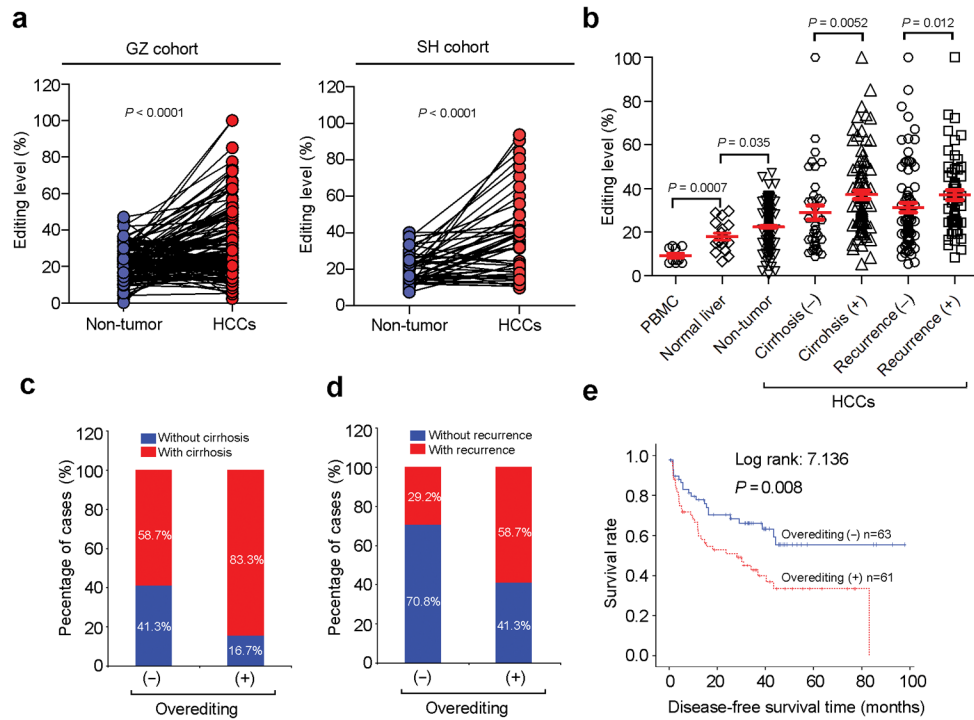 a
GZ cohort
SH cohort
P < 0.0001
P < 0.0001
Editing level (%)
120
100
80
60
40
20
0
Non-tumor
HCCs
Editing level (%)
120
100
80
60
40
20
0
Non-tumor
HCCs
b
P = 0.0052
P = 0.012
P = 0.035
P = 0.0007
Editing level (%)
100
80
60
40
20
0
PBMC
Normal liver
Non-tumor
Cirrhosis (–)
Cirrohsis (+)
Recurrence (–)
Recurrence (+)
HCCs
c
Without cirrhosis
With cirrhosis
Pecentage of cases (%)
120
100
80
60
40
20
0
58.7%
41.3%
83.3%
16.7%
(–)
(+)
Overediting
d
Without recurrence
With recurrence
Pecentage of cases (%)
120
100
80
60
40
20
0
29.2%
70.8%
58.7%
41.3%
(–)
(+)
Overediting
e
Log rank: 7.136
P = 0.008
Overediting (–) n=63
Overediting (+) n=61
Survival rate
1.0
0.8
0.6
0.4
0.2
0.0
0
20
40
60
80
100
Disease-free survival time (months)